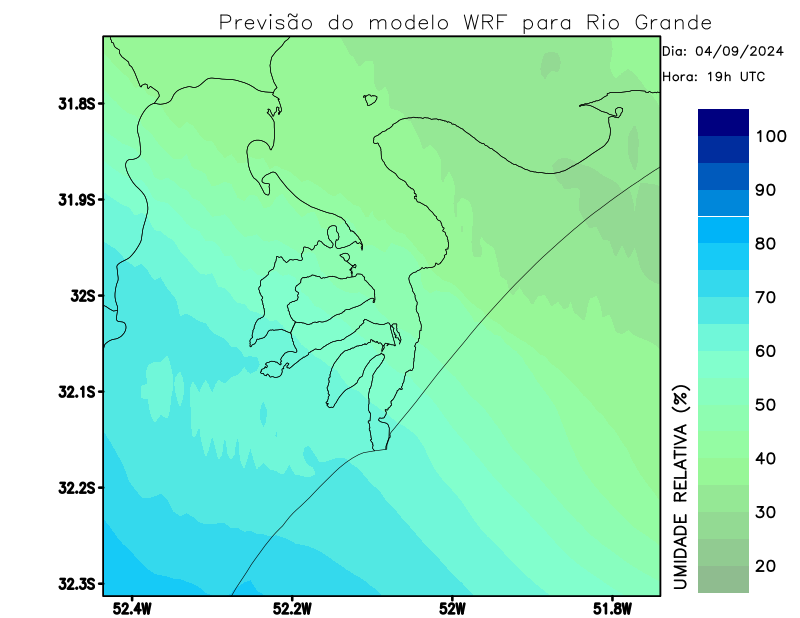 Previsão do modelo WRF para Rio Grande
Dia: 04/09/2024
Hora: 19h UTC
31.8S
31.9S
32S
32.1S
32.2S
32.3S
52.4W
52.2W
52W
51.8W
100
90
80
70
60
50
40
30
20
UMIDADE RELATIVA (%)